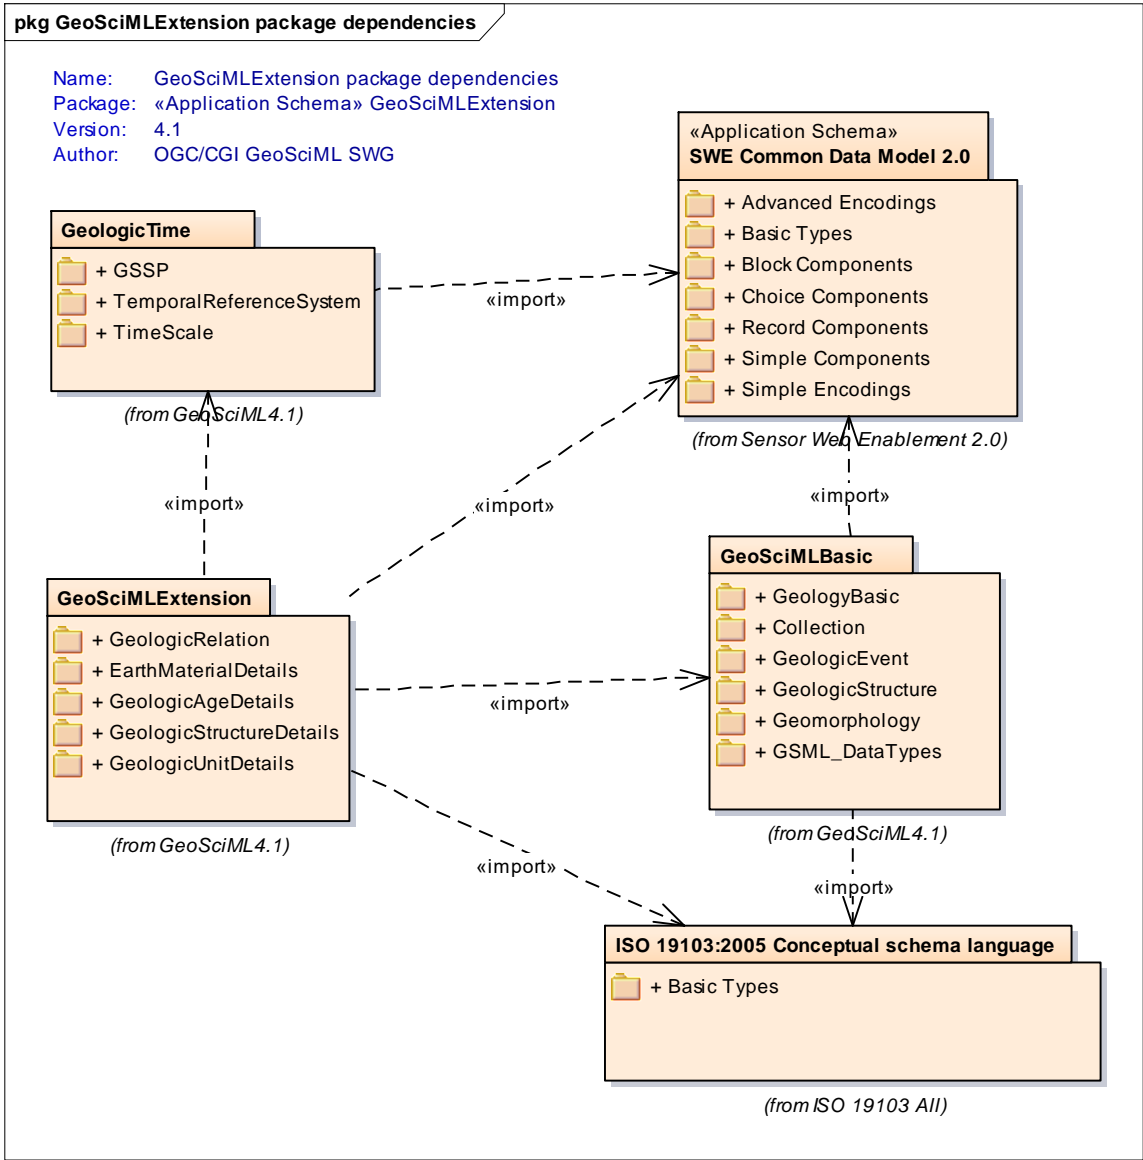 pkg GeoSciMLExtension package dependencies
Name: GeoSciMLExtension package dependencies
Package: «Application Schema» GeoSciMLExtension
Version: 4.1
Author: OGC/CGI GeoSciML SWG
«Application Schema»
SWE Common Data Model 2.0
+ Advanced Encodings
+ Basic Types
+ Block Components
+ Choice Components
+ Record Components
+ Simple Components
+ Simple Encodings
(from Sensor Web Enablement 2.0)
GeologicTime
+ GSSP
+ TemporalReferenceSystem
+ TimeScale
(from GeoSciML4.1)
«import»
«import»
«import»
«import»
GeoSciMLExtension
+ GeologicRelation
+ EarthMaterialDetails
+ GeologicAgeDetails
+ GeologicStructureDetails
+ GeologicUnitDetails
(from GeoSciML4.1)
«import»
GeoSciMLBasic
+ GeologyBasic
+ Collection
+ GeologicEvent
+ GeologicStructure
+ Geomorphology
+ GSML_DataTypes
(from GeoSciML4.1)
«import»
«import»
ISO 19103:2005 Conceptual schema language
+ Basic Types
(from ISO 19103 All)